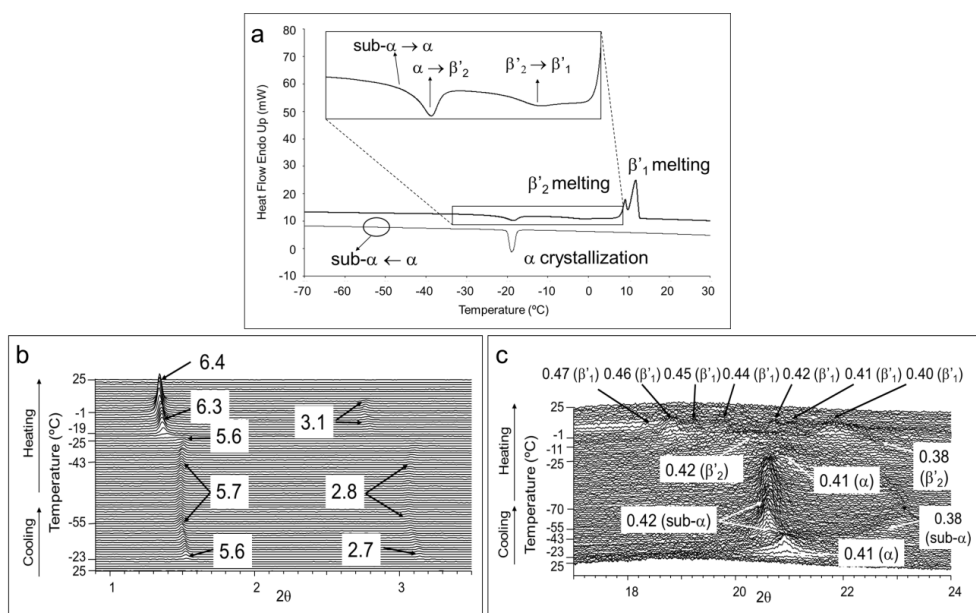 a
80
70
60
50
40
30
20
10
0
-10
Heat Flow Endo Up (mW)
sub-α → α
α → β'₂
β'₂ → β'₁
β'₂ melting
β'₁ melting
sub-α ← α
α crystallization
-70 -60 -50 -40 -30 -20 -10 0 10 20 30
Temperature (ºC)
b
6.4
6.3
5.6
3.1
5.7
2.8
5.6
2.7
25
-1
-19
-25
-43
-55
-23
25
Heating
Cooling
Temperature (ºC)
1 2 3
2θ
c
0.47 (β'₁) 0.46 (β'₁) 0.45 (β'₁) 0.44 (β'₁) 0.42 (β'₁) 0.41 (β'₁) 0.40 (β'₁)
0.42 (β'₂)
0.41 (α)
0.38
(β'₂)
0.42 (sub-α)
0.38
(sub-α)
0.41 (α)
25
-1
-11
-25
-70
-55
-43
-23
25
Heating
Cooling
Temperature (ºC)
18 20 22 24
2θ